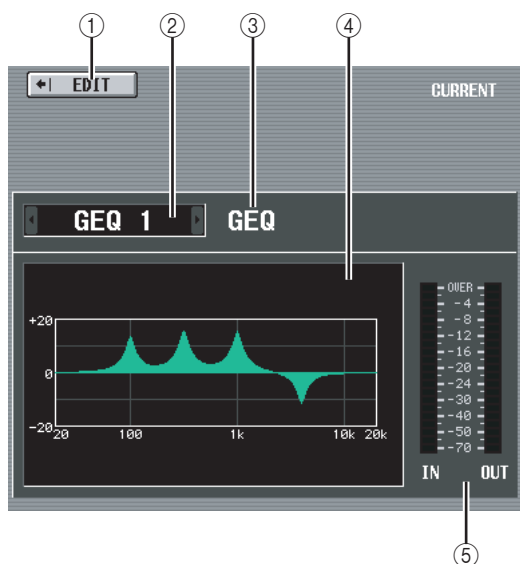 ① ② ③ ④
EDIT
CURRENT
GEQ 1 GEQ
+20
0
-20
20 100 1k 10k 20k
OVER
-4
-8
-12
-16
-20
-24
-30
-40
-50
-70
IN OUT
⑤